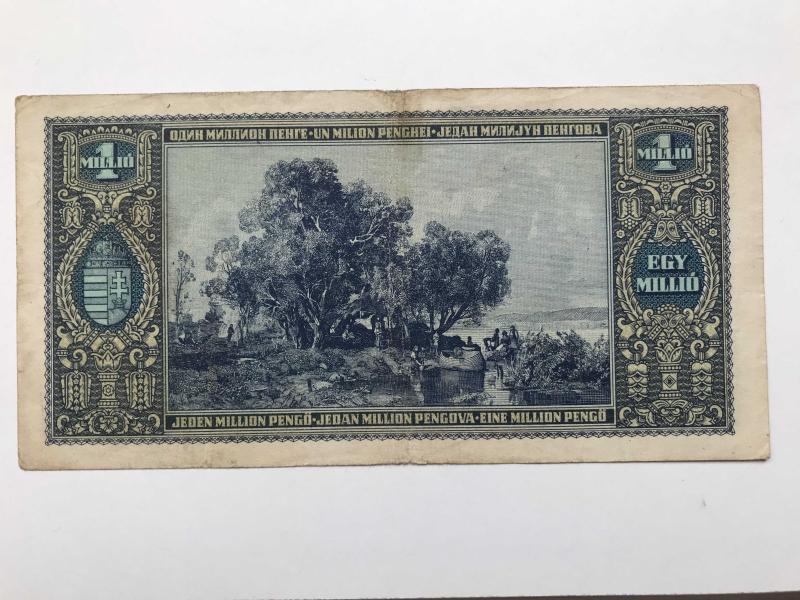 ОДИН МИЛЛИОН ПЕНГЕ·UN MILION PENGHEI·ЈЕДАН МИЛИЈУН ПЕНГОВА
1
MILLIÓ
1
MILLIÓ
EGY
MILLIÓ
JEDEN MILLION PENGŐ·JEDAN MILLION PENGOVA·EINE MILLION PENGŐ